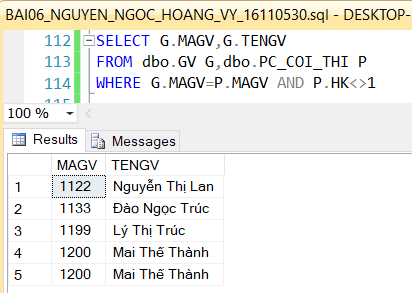 BAI06_NGUYEN_NGOC_HOANG_VY_16110530.sql - DESKTOP-
112 SELECT G.MAGV,G.TENGV
113 FROM dbo.GV G,dbo.PC_COI_THI P
114 WHERE G.MAGV=P.MAGV AND P.HK<>1
100 %
Results Messages
MAGV TENGV
1 1122 Nguyễn Thị Lan
2 1133 Đào Ngọc Trúc
3 1199 Lý Thị Trúc
4 1200 Mai Thế Thành
5 1200 Mai Thế Thành